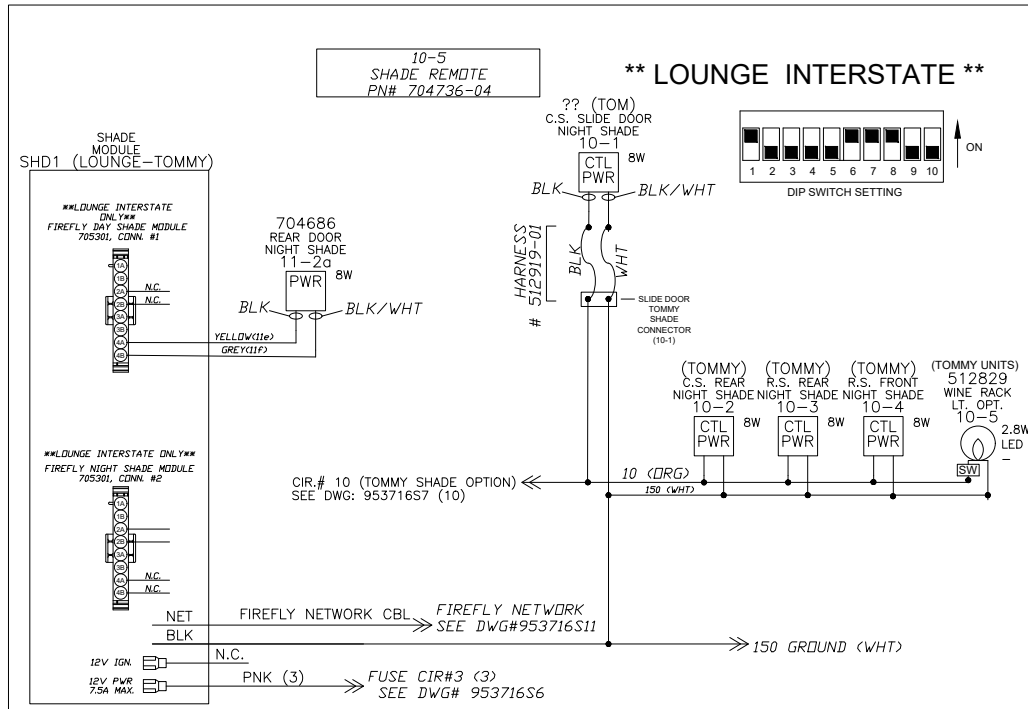 10-5
SHADE REMOTE
PN# 704736-04
** LOUNGE INTERSTATE **
ON
1 2 3 4 5 6 7 8 9 10
DIP SWITCH SETTING
SHADE
MODULE
SHD1 (LOUNGE-TOMMY)
**LOUNGE INTERSTATE
ONLY**
FIREFLY DAY SHADE MODULE
705301, CONN. #1
1A
1B
2A
N.C.
2B
N.C.
3A
3B
4A
YELLOW(11e)
4B
GREY(11f)
704686
REAR DOOR
NIGHT SHADE
11-2a
PWR
8W
BLK
BLK/WHT
?? (TOM)
C.S. SLIDE DOOR
NIGHT SHADE
10-1
CTL
PWR
8W
BLK
BLK/WHT
HARNESS
# 512919-01
BLK
WHT
SLIDE DOOR
TOMMY
SHADE
CONNECTOR
(10-1)
(TOMMY)
C.S. REAR
NIGHT SHADE
10-2
CTL
PWR
8W
(TOMMY)
R.S. REAR
NIGHT SHADE
10-3
CTL
PWR
8W
(TOMMY)
R.S. FRONT
NIGHT SHADE
10-4
CTL
PWR
8W
(TOMMY UNITS)
512829
WINE RACK
LT. OPT.
10-5
2.8W
LED
-
SW
CIR.# 10 (TOMMY SHADE OPTION)
SEE DWG: 953716S7 (10)
10 (ORG)
150 (WHT)
**LOUNGE INTERSTATE ONLY**
FIREFLY NIGHT SHADE MODULE
705301, CONN. #2
1A
1B
2A
2B
3A
3B
4A
N.C.
4B
N.C.
NET
FIREFLY NETWORK CBL
FIREFLY NETWORK
SEE DWG#953716S11
BLK
150 GROUND (WHT)
12V IGN.
N.C.
12V PWR
7.5A MAX.
PNK (3)
FUSE CIR#3 (3)
SEE DWG# 953716S6